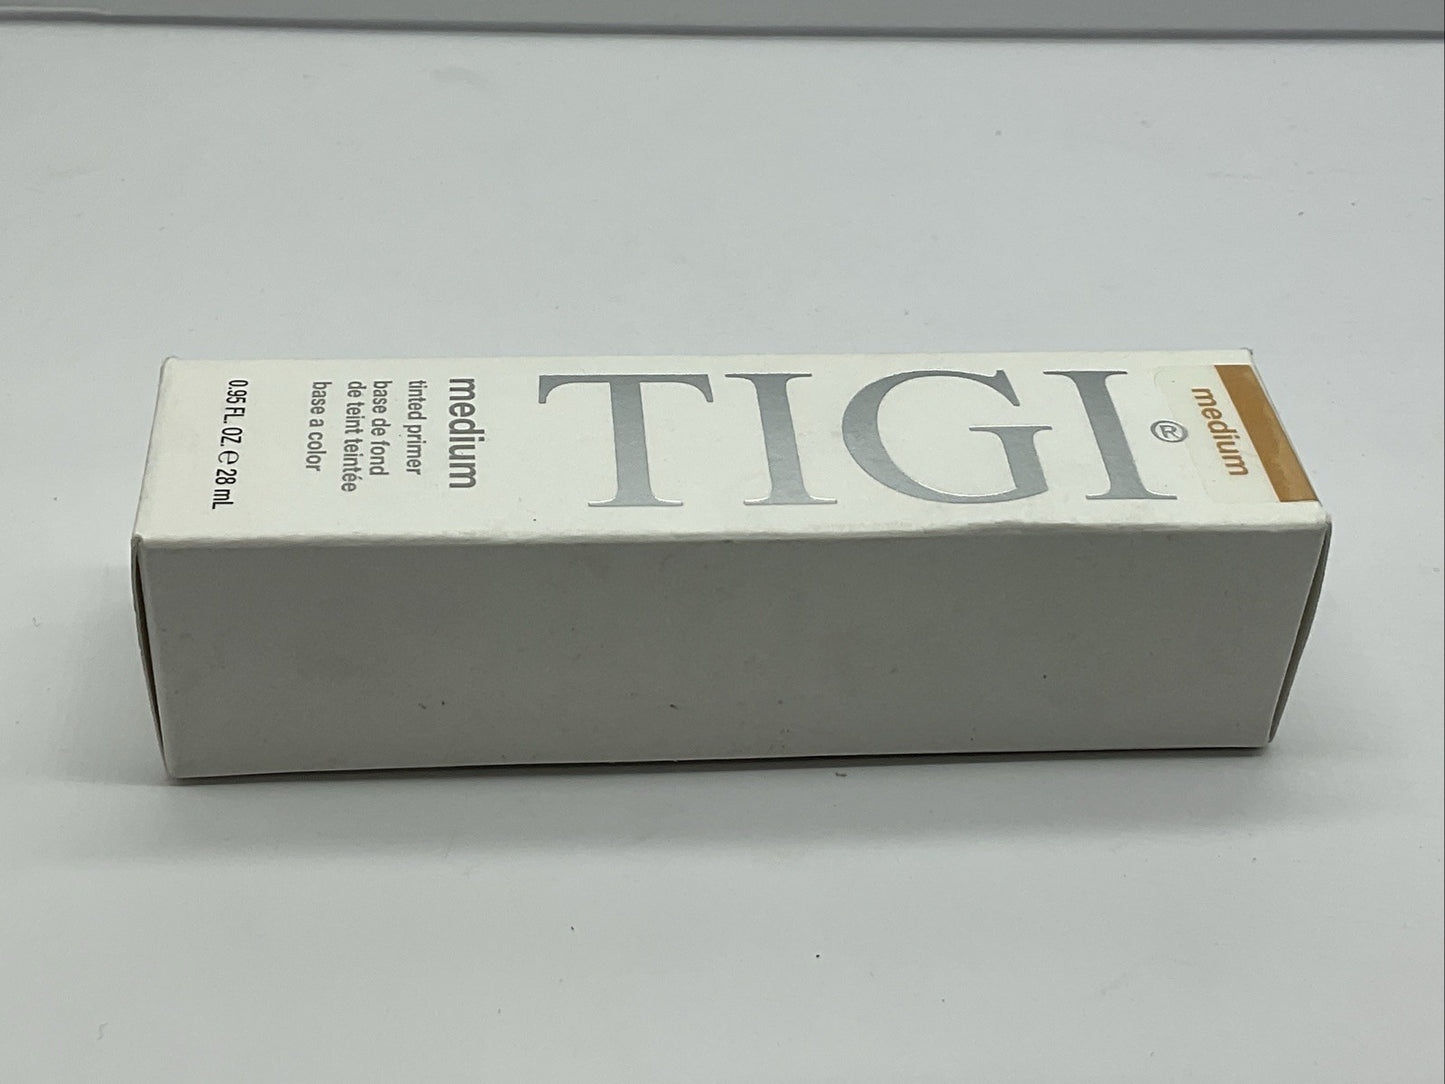 medium
TIGI®
medium
tinted primer
base de fond
de teint teintée
base a color
0.95 FL. OZ. ℮ 28 mL